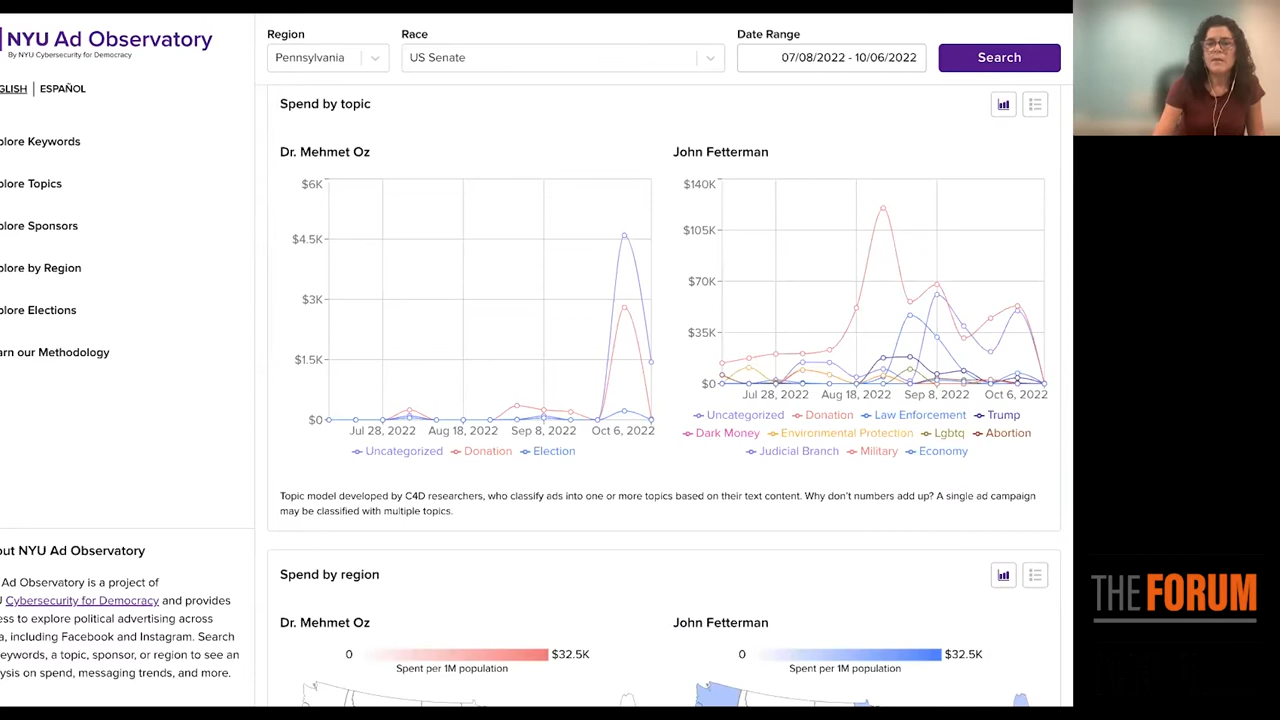 NYU Ad Observatory
By NYU Cybersecurity for Democracy
GLISH ESPAÑOL
plore Keywords
plore Topics
plore Sponsors
plore by Region
plore Elections
arn our Methodology
out NYU Ad Observatory
Ad Observatory is a project of
Cybersecurity for Democracy and provides
ess to explore political advertising across
a, including Facebook and Instagram. Search
eywords, a topic, sponsor, or region to see an
ysis on spend, messaging trends, and more.
Region Race Date Range
Pennsylvania US Senate 07/08/2022 - 10/06/2022 Search
Spend by topic
Dr. Mehmet Oz
$6K
$4.5K
$3K
$1.5K
$0
Jul 28, 2022 Aug 18, 2022 Sep 8, 2022 Oct 6, 2022
Uncategorized Donation Election
John Fetterman
$140K
$105K
$70K
$35K
$0
Jul 28, 2022 Aug 18, 2022 Sep 8, 2022 Oct 6, 2022
Uncategorized Donation Law Enforcement Trump
Dark Money Environmental Protection Lgbtq Abortion
Judicial Branch Military Economy
Topic model developed by C4D researchers, who classify ads into one or more topics based on their text content. Why don't numbers add up? A single ad campaign
may be classified with multiple topics.
Spend by region
Dr. Mehmet Oz
0 $32.5K
Spent per 1M population
John Fetterman
0 $32.5K
Spent per 1M population
THE FORUM